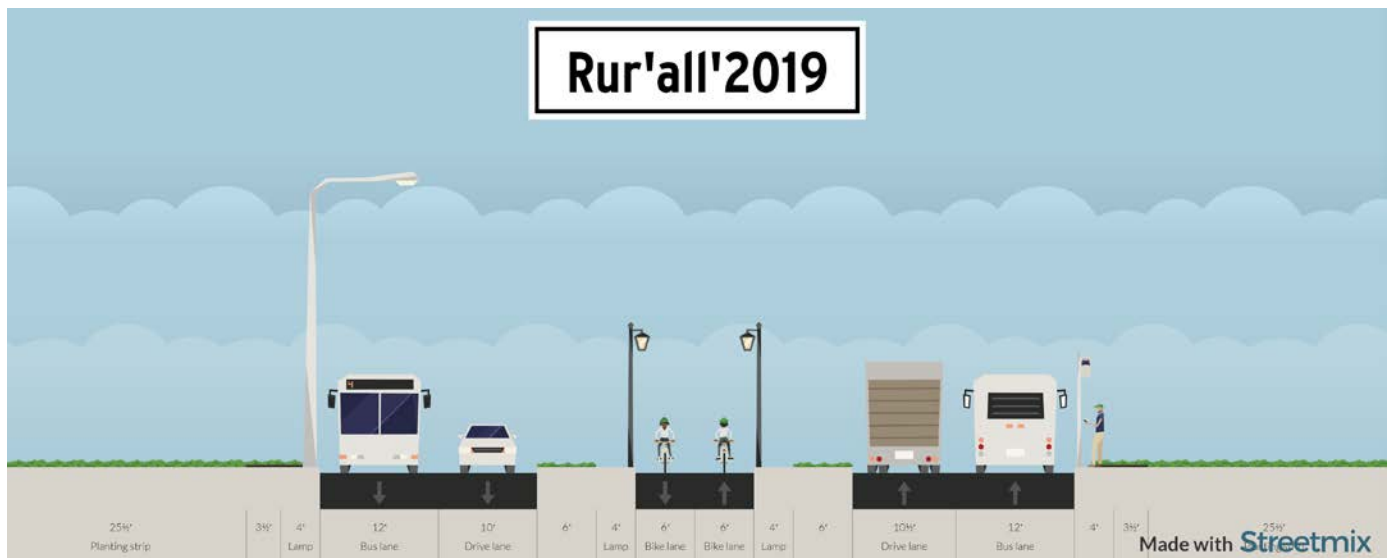 Rur'all'2019
4
25½' 3½' 4' 12' 10' 6' 4' 6' 6' 4' 6' 10½' 12' 4' 3½' 25½'
Planting strip Lamp Bus lane Drive lane Lamp Bike lane Bike lane Lamp Drive lane Bus lane
Made with Streetmix